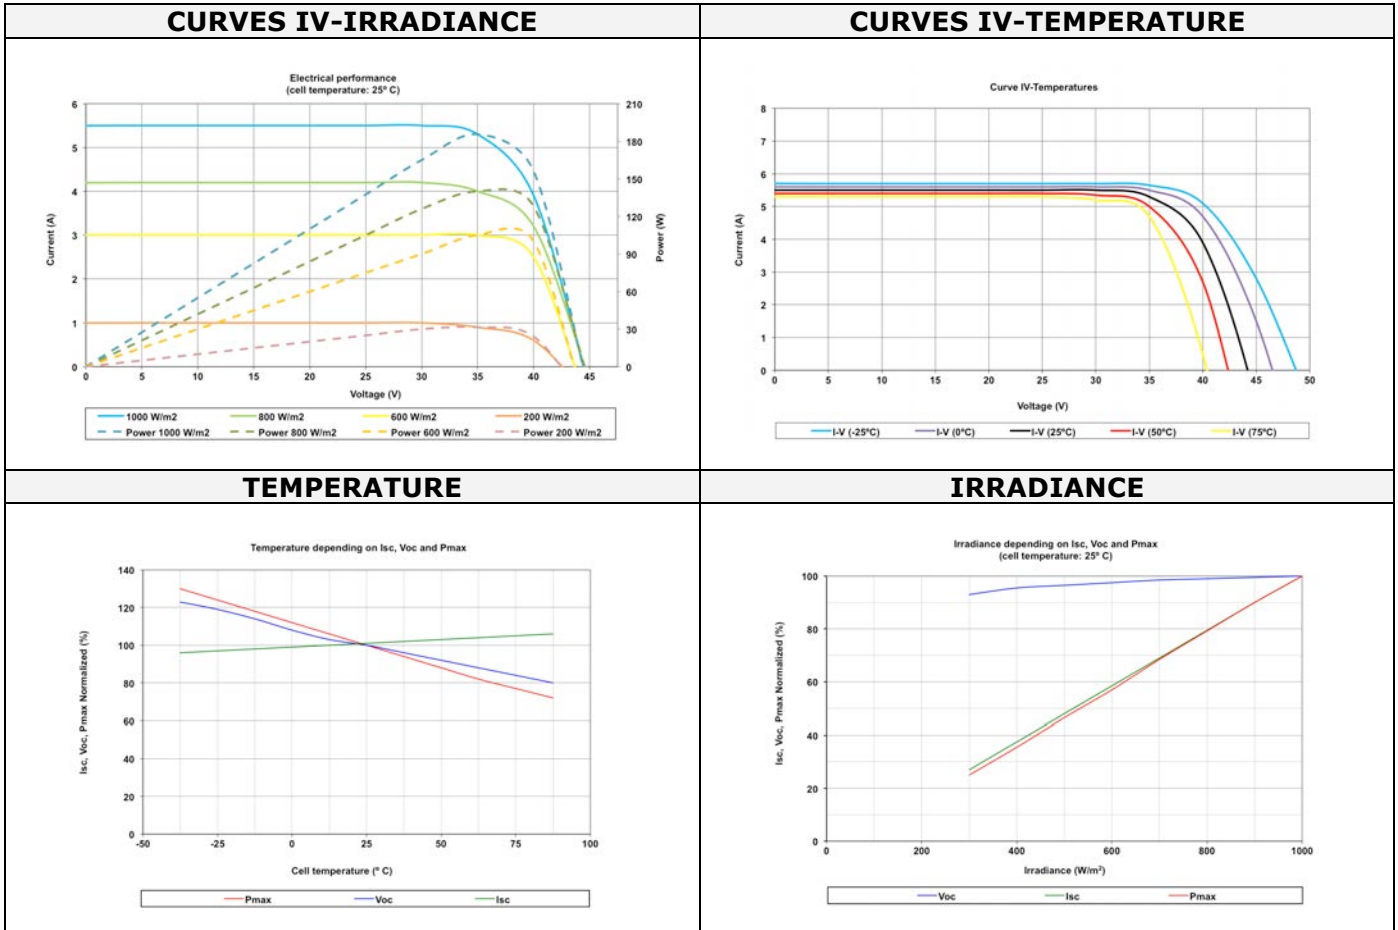 CURVES IV-IRRADIANCE
Electrical performance
(cell temperature: 25º C)
6
5
4
3
2
1
0
Current (A)
210
180
150
120
90
60
30
0
Power (W)
0 5 10 15 20 25 30 35 40 45
Voltage (V)
1000 W/m2 800 W/m2 600 W/m2 200 W/m2
Power 1000 W/m2 Power 800 W/m2 Power 600 W/m2 Power 200 W/m2
CURVES IV-TEMPERATURE
Curve IV-Temperatures
8
7
6
5
4
3
2
1
0
Current (A)
0 5 10 15 20 25 30 35 40 45 50
Voltage (V)
I-V (-25ºC) I-V (0ºC) I-V (25ºC) I-V (50ºC) I-V (75ºC)
TEMPERATURE
Temperature depending on Isc, Voc and Pmax
140
120
100
80
60
40
20
0
Isc, Voc, Pmax Normalized (%)
-50 -25 0 25 50 75 100
Cell temperature (º C)
Pmax Voc Isc
IRRADIANCE
Irradiance depending on Isc, Voc and Pmax
(cell temperature: 25º C)
100
80
60
40
20
0
Isc, Voc, Pmax Normalized (%)
0 200 400 600 800 1000
Irradiance (W/m²)
Voc Isc Pmax